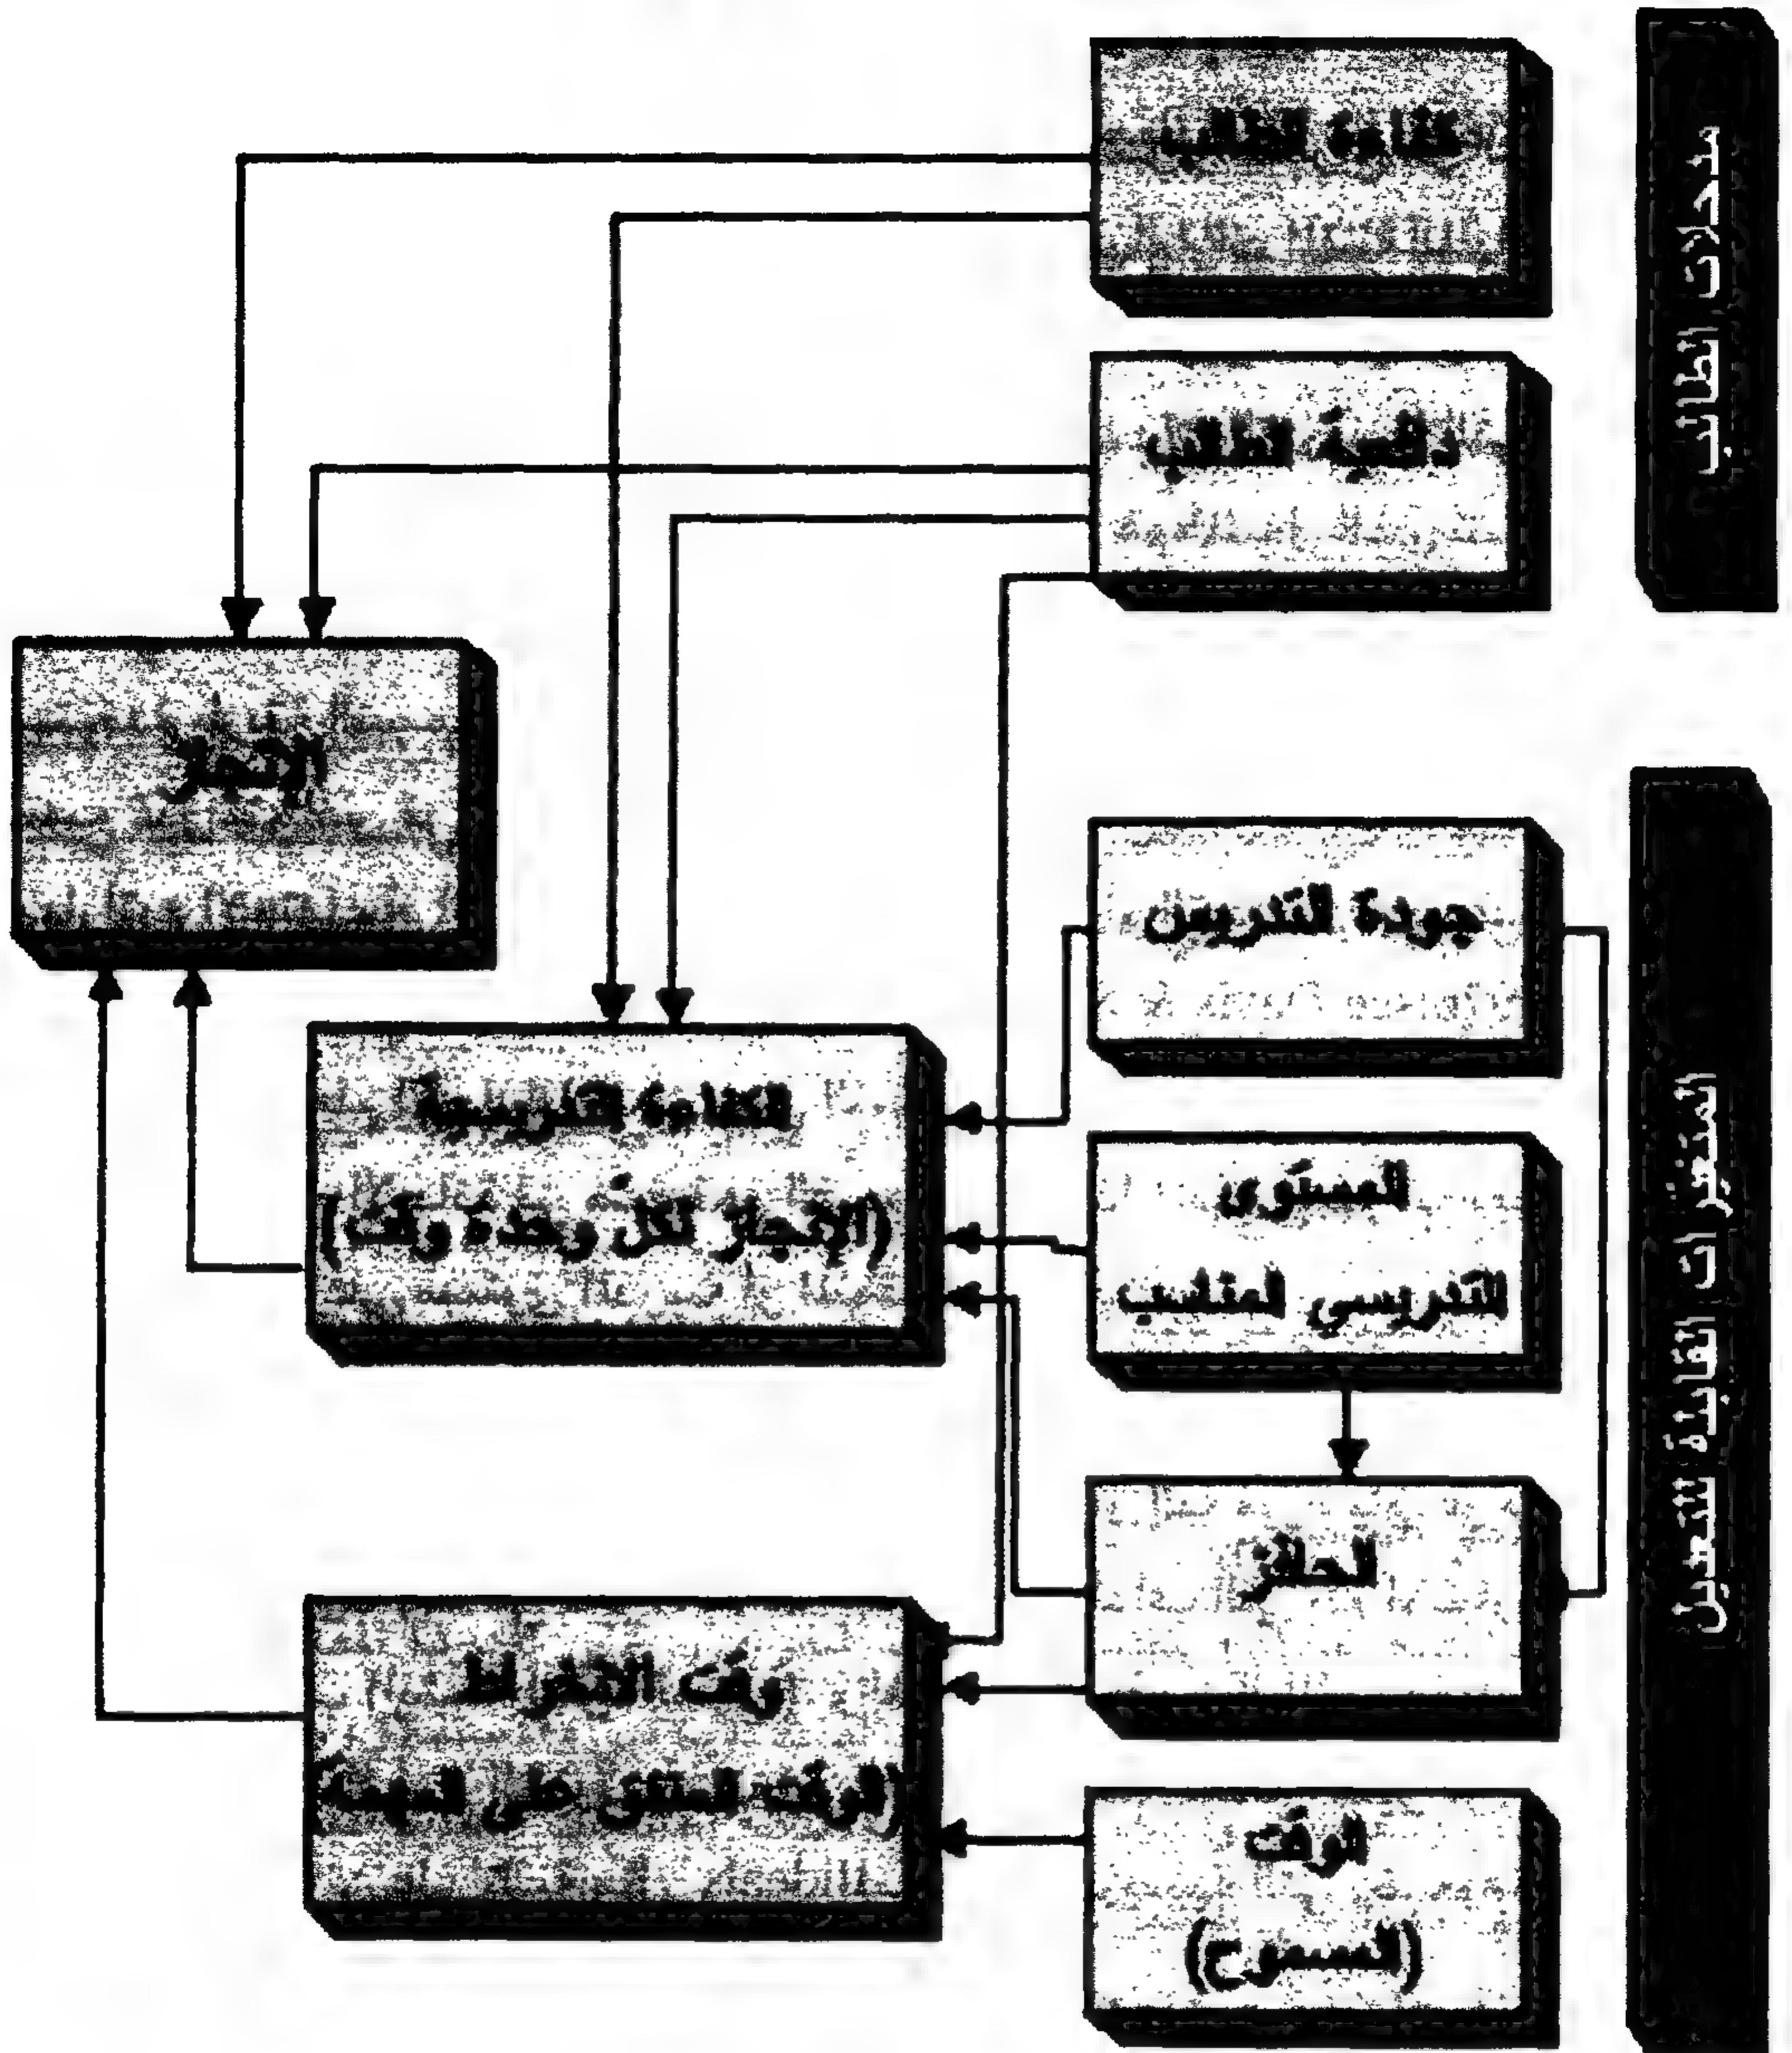 مدخلات الطالب
كفاءة الطالب
دافعية الطالب
الإنجاز
المتغيرات القابلة للتعديل
جودة التدريس
المستوى
التدريسي المناسب
الحافز
الوقت
(المسموح)
الكفاءة التدريسية
(الإنجاز لكل وحدة وقت)
وقت الانخراط
(الوقت المنفق على المهمة)